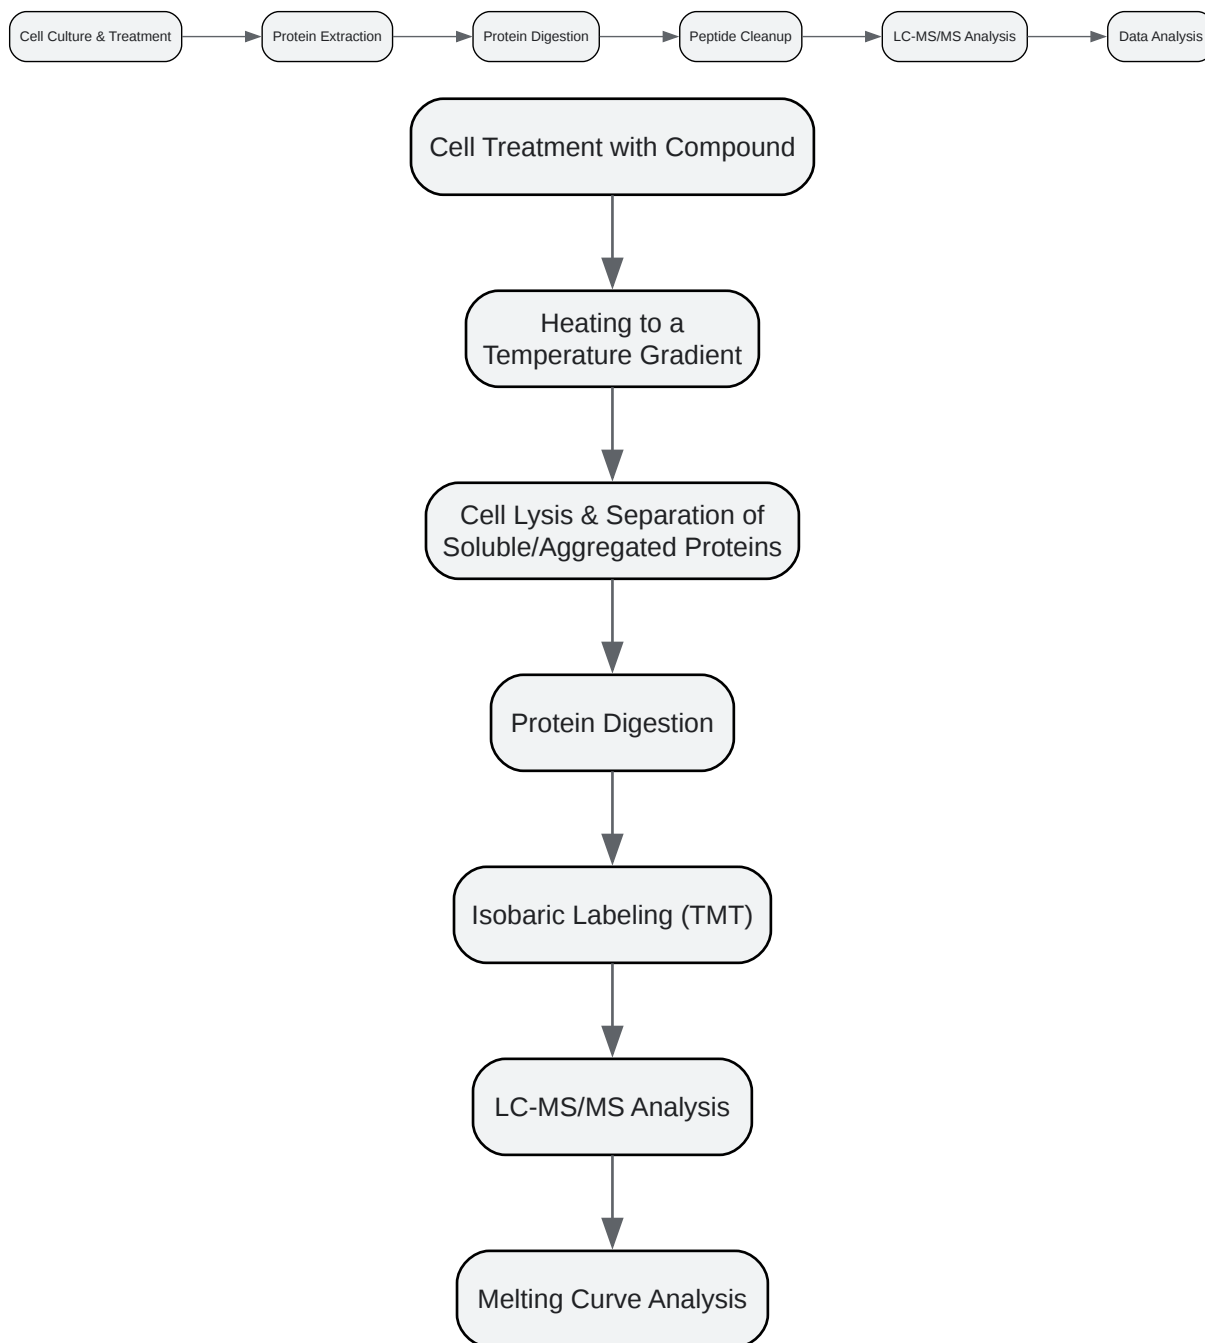 Cell Culture & Treatment
Protein Extraction
Protein Digestion
Peptide Cleanup
LC-MS/MS Analysis
Data Analysis
Cell Treatment with Compound
Heating to a
Temperature Gradient
Cell Lysis & Separation of
Soluble/Aggregated Proteins
Protein Digestion
Isobaric Labeling (TMT)
LC-MS/MS Analysis
Melting Curve Analysis